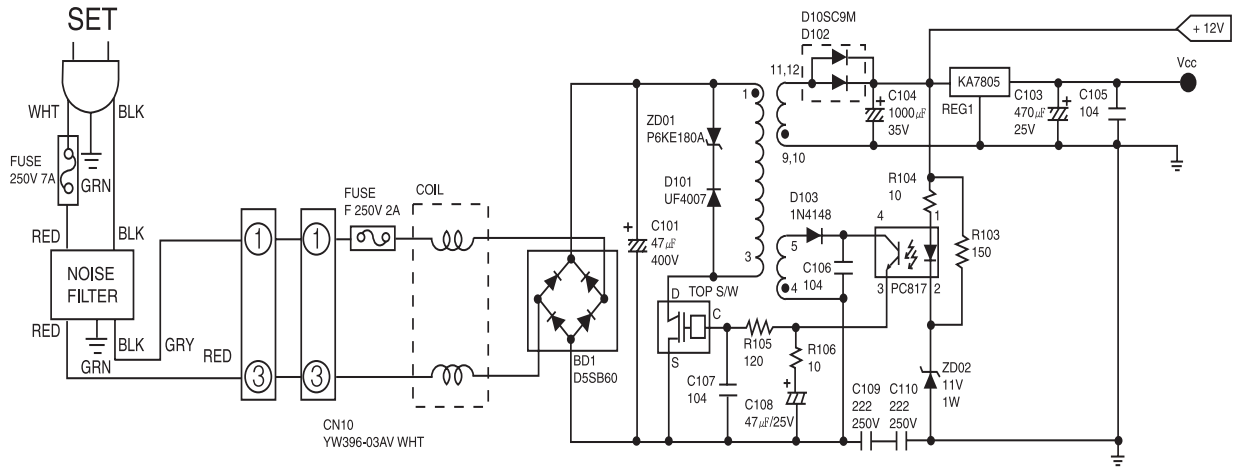 SET
WHT
BLK
FUSE
250V 7A
GRN
RED
BLK
NOISE
FILTER
RED
BLK
GRN
GRY
RED
1
1
3
3
CN10
YW396-03AV WHT
FUSE
F 250V 2A
COIL
BD1
D5SB60
C101
47μF
400V
+
ZD01
P6KE180A
D101
UF4007
1
3
11,12
9,10
D10SC9M
D102
+
C104
1000μF
35V
KA7805
REG1
C103
470μF
25V
+
C105
104
+ 12V
Vcc
D103
1N4148
5
4
C106
104
4
1
3
2
PC817
R104
10
R103
150
TOP S/W
D
C
S
R105
120
R106
10
C107
104
+
C108
47μF/25V
C109
222
250V
C110
222
250V
ZD02
11V
1W